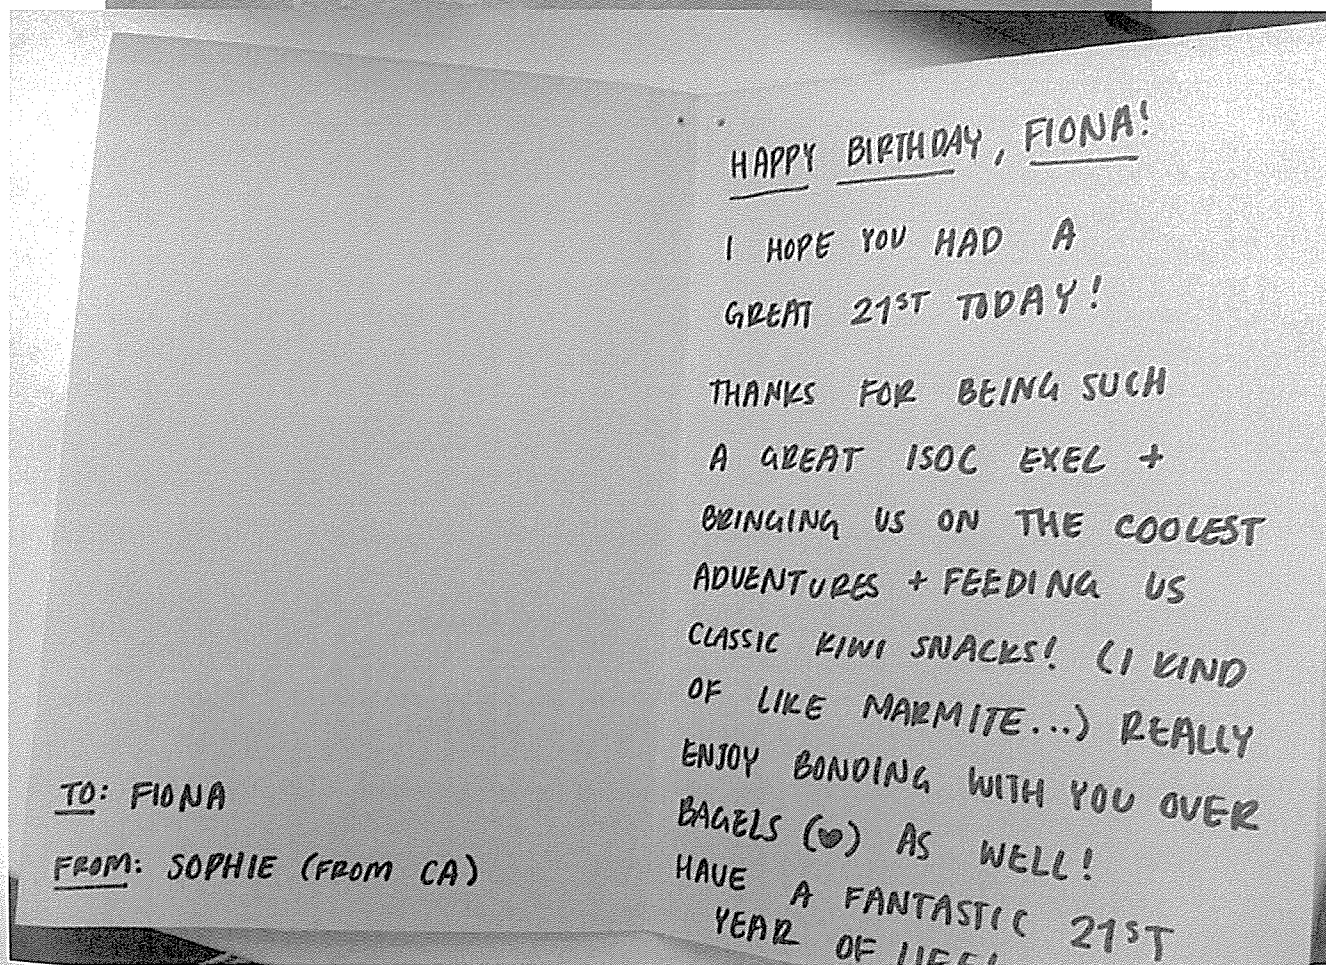 TO: FIONA
FROM: SOPHIE (FROM CA)
HAPPY BIRTHDAY, FIONA!
I HOPE YOU HAD A
GREAT 21ST TODAY!
THANKS FOR BEING SUCH
A GREAT ISOC EXEC +
BRINGING US ON THE COOLEST
ADVENTURES + FEEDING US
CLASSIC KIWI SNACKS! (I KIND
OF LIKE MARMITE...) REALLY
ENJOY BONDING WITH YOU OVER
BAGELS (♥) AS WELL!
HAVE A FANTASTIC 21ST
YEAR OF LIFE!